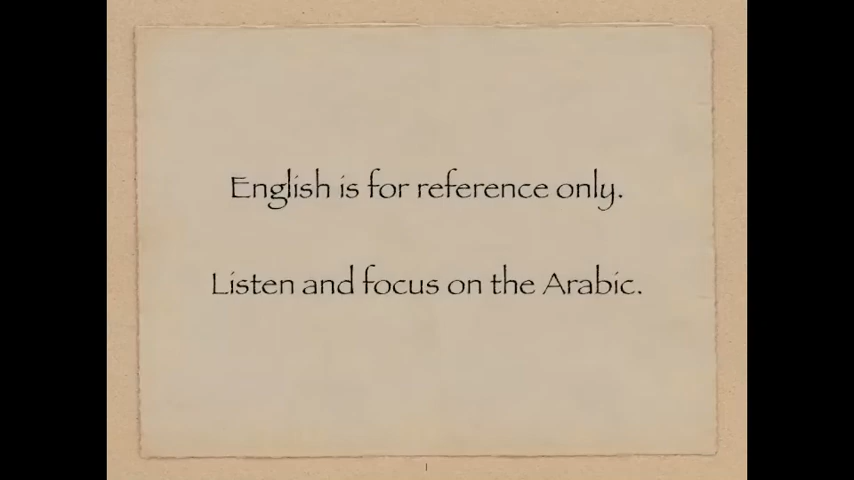 English is for reference only.
Listen and focus on the Arabic.